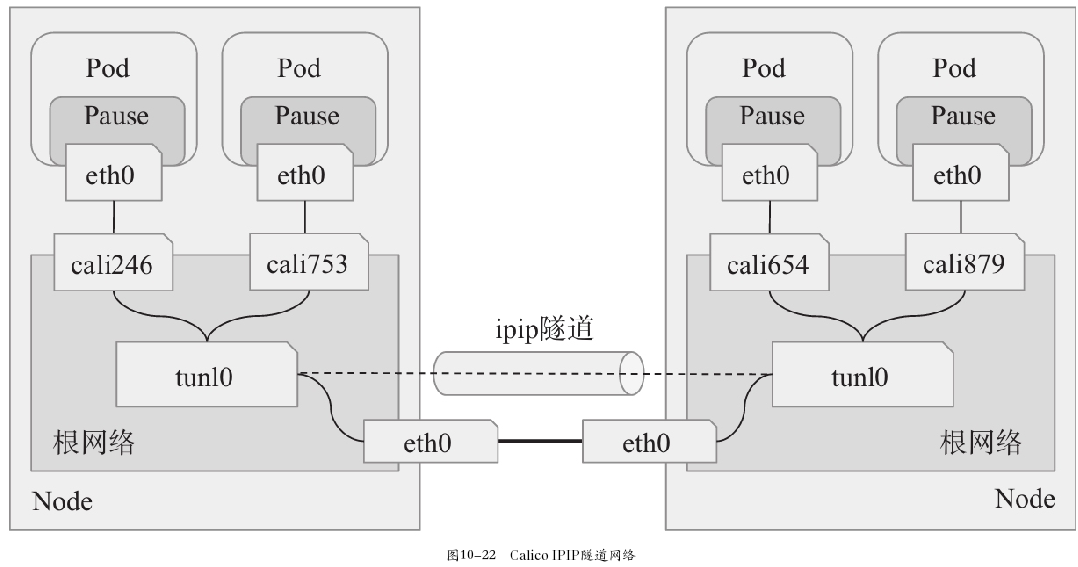 Pod
Pod
Pod
Pod
Pause
Pause
Pause
Pause
eth0
eth0
eth0
eth0
cali246
cali753
cali654
cali879
ipip隧道
tunl0
tunl0
根网络
eth0
eth0
根网络
Node
Node
图10-22 Calico IPIP隧道网络